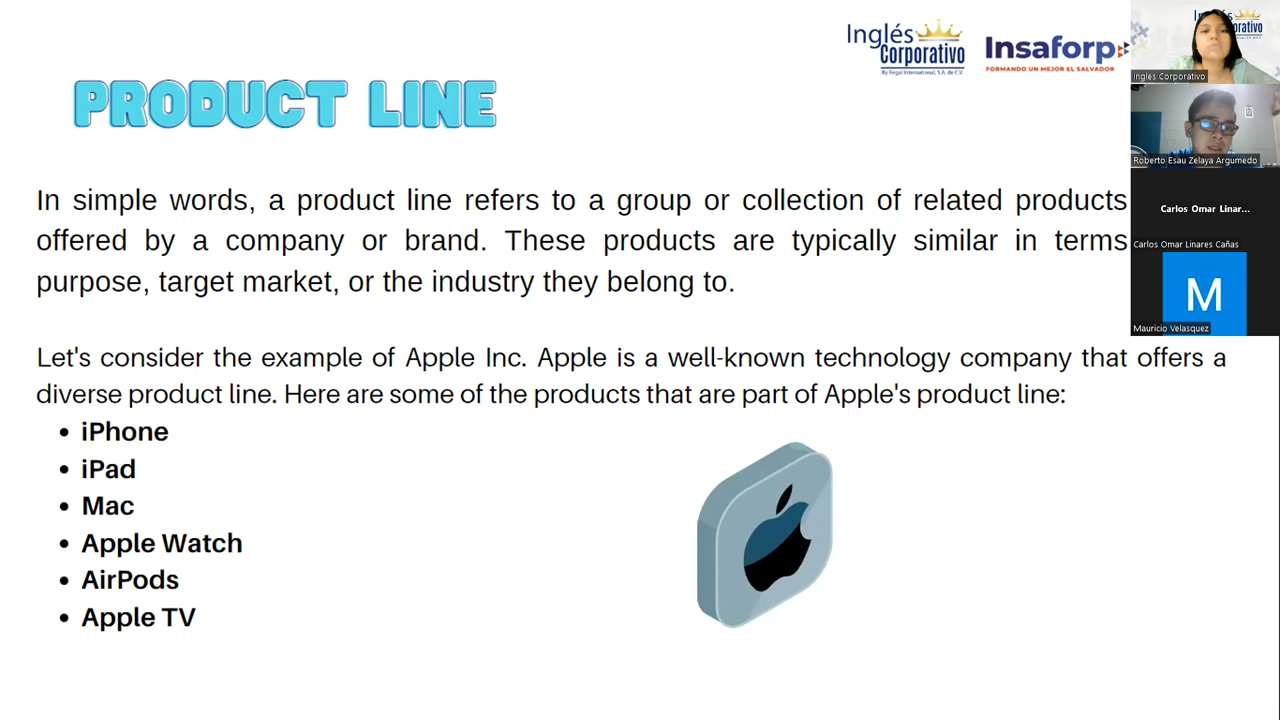 Inglés
Corporativo
By Regal International, S.A. de C.V.
Insaforp
FORMANDO UN MEJOR EL SALVADOR
PRODUCT LINE
In simple words, a product line refers to a group or collection of related products
offered by a company or brand. These products are typically similar in terms
purpose, target market, or the industry they belong to.
Let's consider the example of Apple Inc. Apple is a well-known technology company that offers a
diverse product line. Here are some of the products that are part of Apple's product line:
• iPhone
• iPad
• Mac
• Apple Watch
• AirPods
• Apple TV
Ingles Corporativo
Roberto Esau Zelaya Argumedo
Carlos Omar Linar...
Carlos Omar Linares Cañas
M
Mauricio Velasquez